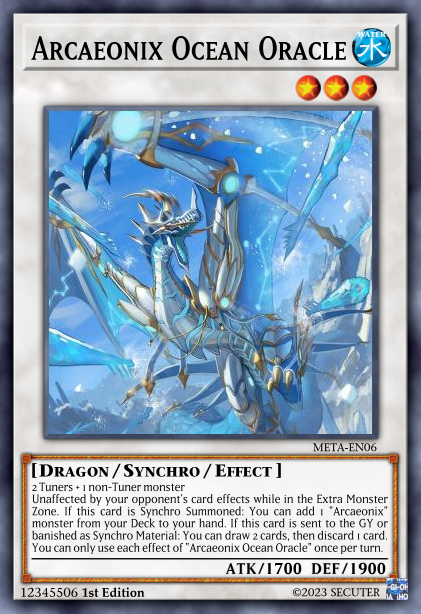 Arcaeonix Ocean Oracle
WATER
水
META-EN06
[Dragon/Synchro/Effect]
2 Tuners + 1 non-Tuner monster
Unaffected by your opponent's card effects while in the Extra Monster
Zone. If this card is Synchro Summoned: You can add 1 "Arcaeonix"
monster from your Deck to your hand. If this card is sent to the GY or
banished as Synchro Material: You can draw 2 cards, then discard 1 card.
You can only use each effect of "Arcaeonix Ocean Oracle" once per turn.
ATK/1700 DEF/1900
12345506 1st Edition
©2023 SECUTER